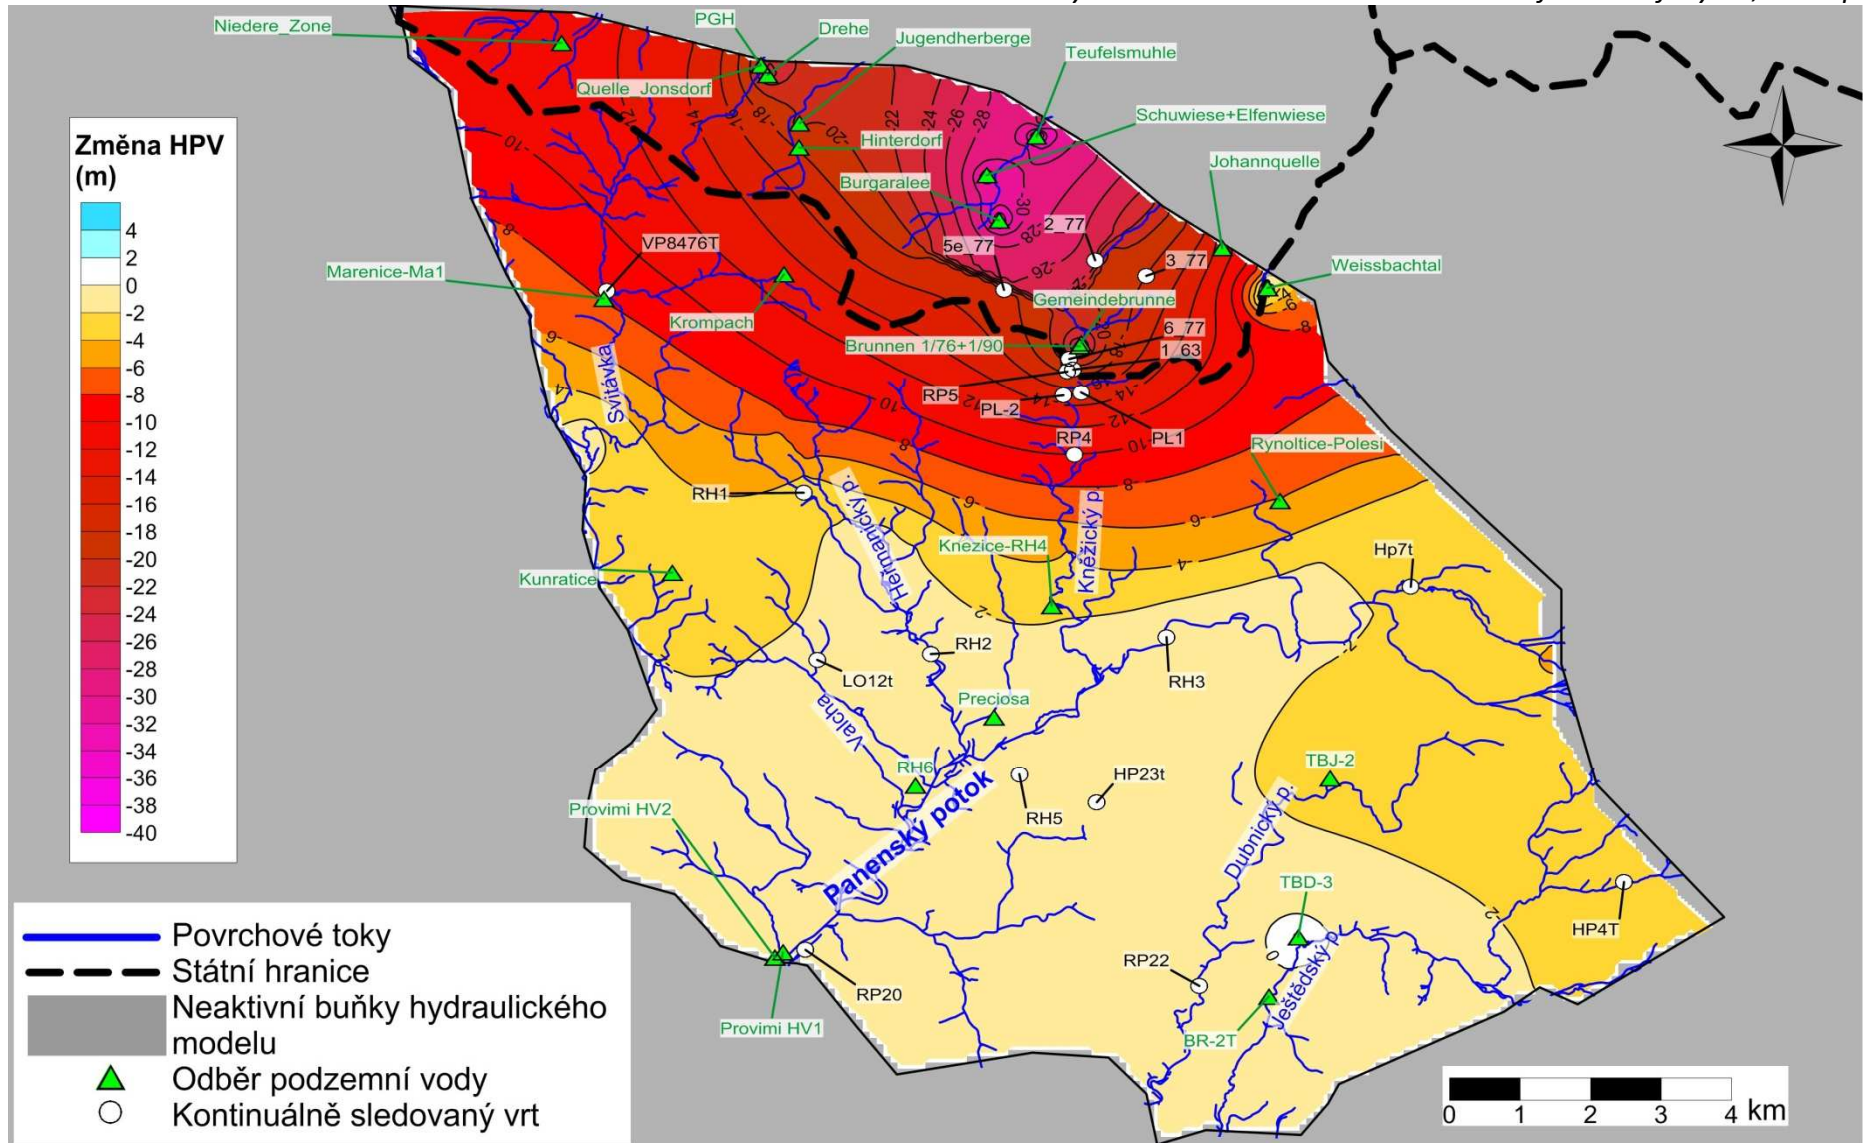 Niedere_Zone
PGH
Drehe
Jugendherberge
Teufelsmuhle
Quelle_Jonsdorf
Schuwiese+Elfenwiese
Hinterdorf
Johannquelle
Burgaralee
2_77
5e_77
3_77
VP8476T
Marenice-Ma1
Weissbachtal
Gemeindebrunne
Krompach
6_77
Brunnen 1/76+1/90
1_63
RP5
PL-2
PL1
RP4
Rynoltice-Polesi
Svitávka
RH1
Heřmanický p.
Kněžický p.
Knezice-RH4
Hp7t
Kunratice
RH2
LO12t
RH3
Preciosa
Valcha
RH6
TBJ-2
HP23t
RH5
Provimi HV2
Panenský potok
Dubnický p.
TBD-3
HP4T
RP22
RP20
Ještědský p.
Provimi HV1
BR-2T
Změna HPV
(m)
4
2
0
-2
-4
-6
-8
-10
-12
-14
-16
-18
-20
-22
-24
-26
-28
-30
-32
-34
-36
-38
-40
Povrchové toky
Státní hranice
Neaktivní buňky hydraulického
modelu
Odběr podzemní vody
Kontinuálně sledovaný vrt
0 1 2 3 4 km